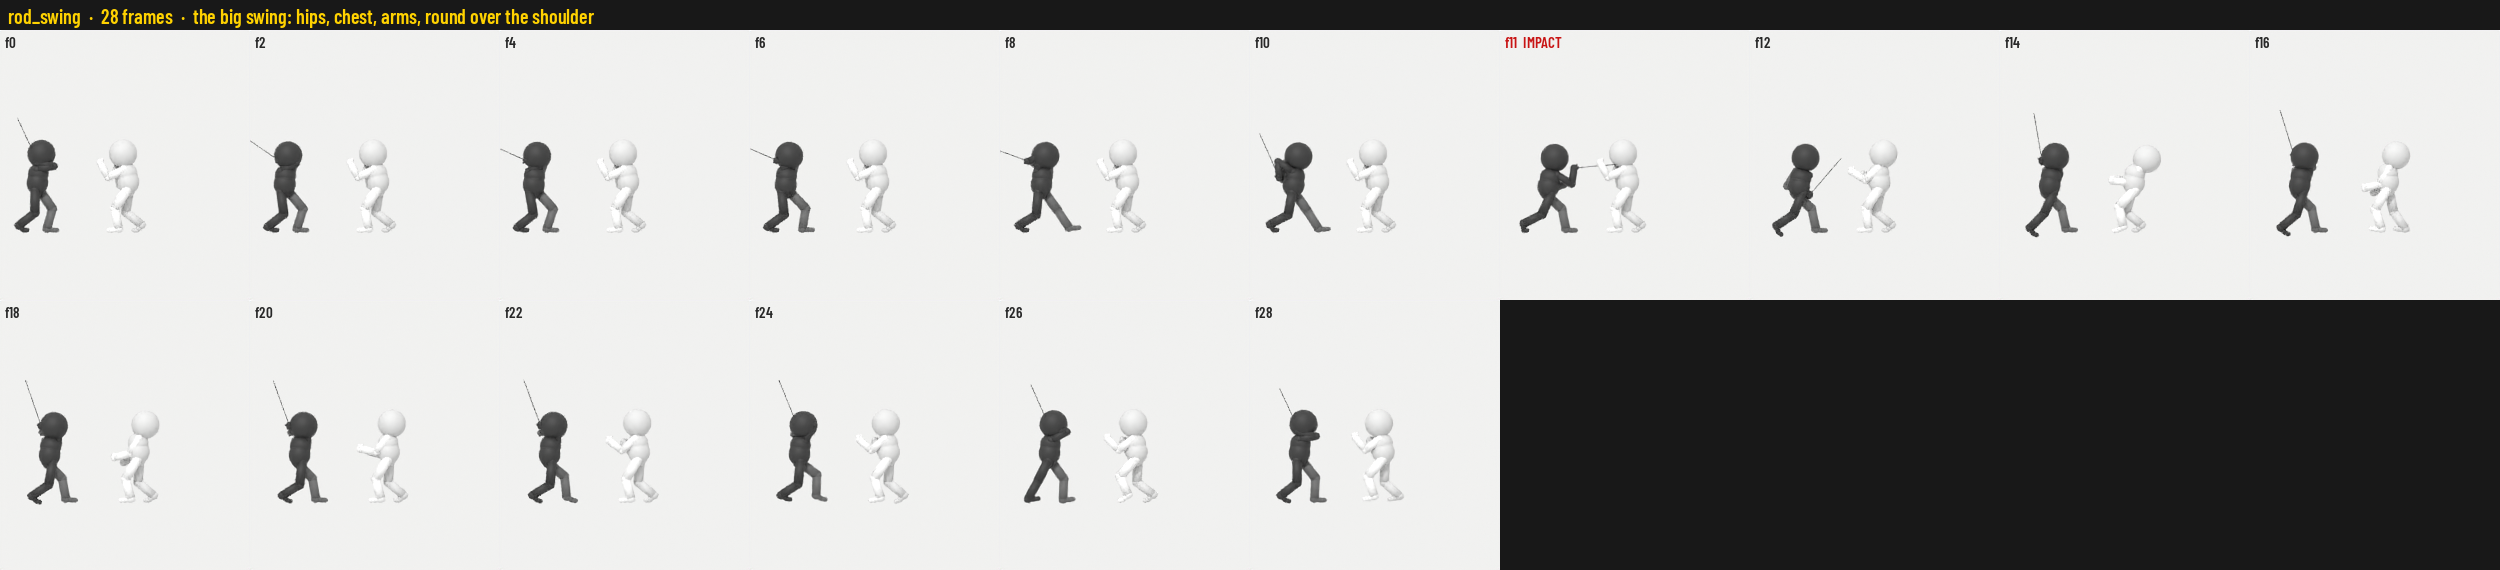 rod_swing · 28 frames · the big swing: hips, chest, arms, round over the shoulder
f0 f2 f4 f6 f8 f10 f11 IMPACT f12 f14 f16
f18 f20 f22 f24 f26 f28